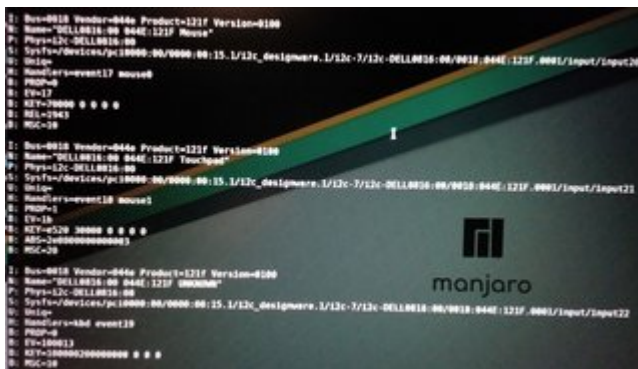 I: Bus=0018 Vendor=044e Product=121f Version=0100
N: Name="DELL0816:00 044E:121F Mouse"
P: Phys=i2c-DELL0816:00
S: Sysfs=/devices/pci0000:00/0000:00:15.1/i2c_designware.1/i2c-7/i2c-DELL0816:00/0018:044E:121F.0001/input/input20
U: Uniq=
H: Handlers=event17 mouse0
B: PROP=0
B: EV=17
B: KEY=70000 0 0 0 0
B: REL=1943
B: MSC=10
I: Bus=0018 Vendor=044e Product=121f Version=0100
N: Name="DELL0816:00 044E:121F Touchpad"
P: Phys=i2c-DELL0816:00
S: Sysfs=/devices/pci0000:00/0000:00:15.1/i2c_designware.1/i2c-7/i2c-DELL0816:00/0018:044E:121F.0001/input/input21
U: Uniq=
H: Handlers=event18 mouse1
B: PROP=1
B: EV=1b
B: KEY=e520 30000 0 0 0 0
B: MSC=20
manjaro
I: Bus=0018 Vendor=044e Product=121f Version=0100
N: Name="DELL0816:00 044E:121F UNKNOWN"
P: Phys=i2c-DELL0816:00
S: Sysfs=/devices/pci0000:00/0000:00:15.1/i2c_designware.1/i2c-7/i2c-DELL0816:00/0018:044E:121F.0001/input/input22
U: Uniq=
H: Handlers=kbd event19
B: PROP=0
B: EV=100013
B: MSC=10